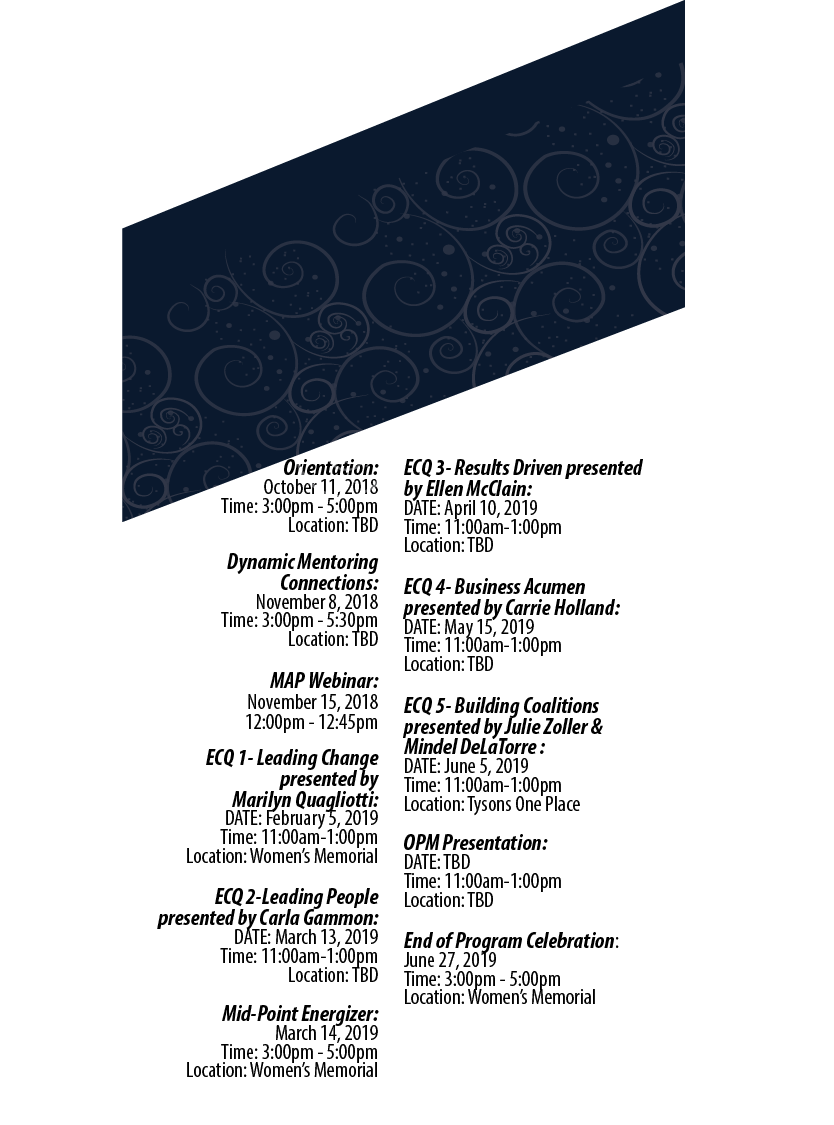 Orientation:
October 11, 2018
Time: 3:00pm - 5:00pm
Location: TBD
Dynamic Mentoring
Connections:
November 8, 2018
Time: 3:00pm - 5:30pm
Location: TBD
MAP Webinar:
November 15, 2018
12:00pm - 12:45pm
ECQ 1- Leading Change
presented by
Marilyn Quagliotti:
DATE: February 5, 2019
Time: 11:00am-1:00pm
Location: Women's Memorial
ECQ 2-Leading People
presented by Carla Gammon:
DATE: March 13, 2019
Time: 11:00am-1:00pm
Location: TBD
Mid-Point Energizer:
March 14, 2019
Time: 3:00pm - 5:00pm
Location: Women's Memorial
ECQ 3- Results Driven presented
by Ellen McClain:
DATE: April 10, 2019
Time: 11:00am-1:00pm
Location: TBD
ECQ 4- Business Acumen
presented by Carrie Holland:
DATE: May 15, 2019
Time: 11:00am-1:00pm
Location: TBD
ECQ 5- Building Coalitions
presented by Julie Zoller &
Mindel DeLaTorre :
DATE: June 5, 2019
Time: 11:00am-1:00pm
Location: Tysons One Place
OPM Presentation:
DATE: TBD
Time: 11:00am-1:00pm
Location: TBD
End of Program Celebration:
June 27, 2019
Time: 3:00pm - 5:00pm
Location: Women's Memorial